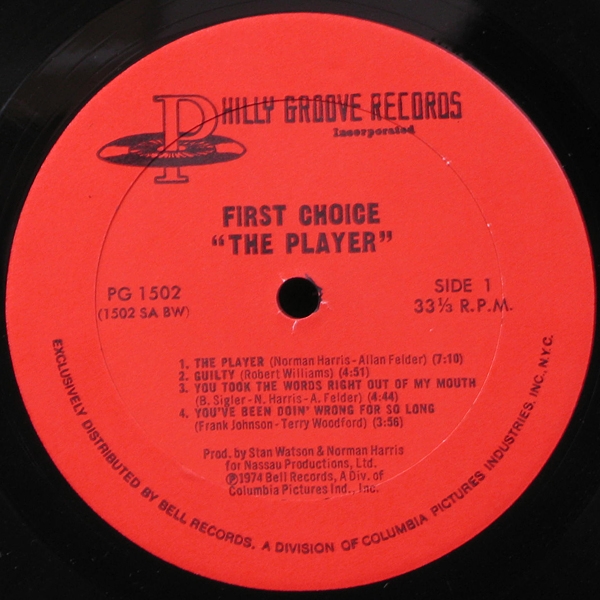 PHILLY GROOVE RECORDS
Incorporated
FIRST CHOICE
"THE PLAYER"
PG 1502
(1502 SA BW)
SIDE 1
33⅓ R.P.M.
1. THE PLAYER (Norman Harris-Allan Felder) (7:10)
2. GUILTY (Robert Williams) (4:51)
3. YOU TOOK THE WORDS RIGHT OUT OF MY MOUTH
(B. Sigler-N. Harris-A. Felder) (4:44)
4. YOU'VE BEEN DOIN' WRONG FOR SO LONG
(Frank Johnson-Terry Woodford) (3:56)
Prod. by Stan Watson & Norman Harris
for Nassau Productions, Ltd.
℗1974 Bell Records, A Div. of
Columbia Pictures Ind., Inc.
EXCLUSIVELY DISTRIBUTED BY BELL RECORDS, A DIVISION OF COLUMBIA PICTURES INDUSTRIES, INC., N.Y.C.